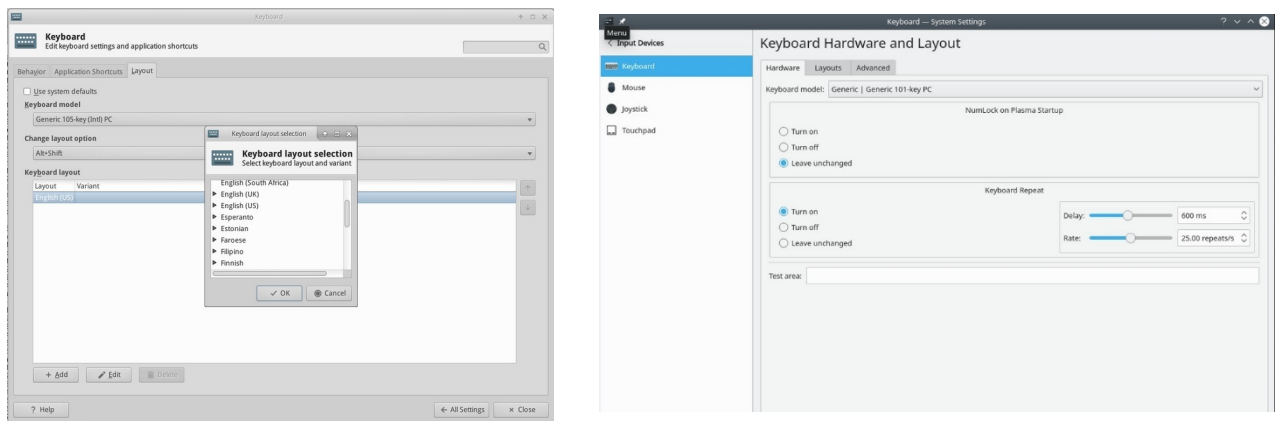 Keyboard
Keyboard
Edit keyboard settings and application shortcuts
Behavior Application Shortcuts Layout
Use system defaults
Keyboard model
Generic 105-key (Intl) PC
Change layout option
Alt+Shift
Keyboard layout
Layout Variant
English (US)
Keyboard layout selection
Keyboard layout selection
Select keyboard layout and variant
English (South Africa)
English (UK)
English (US)
Esperanto
Estonian
Faroese
Filipino
Finnish
OK Cancel
+ Add Edit Delete
? Help All Settings × Close
Keyboard — System Settings
Menu
Input Devices
Keyboard
Mouse
Joystick
Touchpad
Keyboard Hardware and Layout
Hardware Layouts Advanced
Keyboard model: Generic | Generic 101-key PC
NumLock on Plasma Startup
Turn on
Turn off
Leave unchanged
Keyboard Repeat
Turn on
Turn off
Leave unchanged
Delay: 600 ms
Rate: 25.00 repeats/s
Test area: